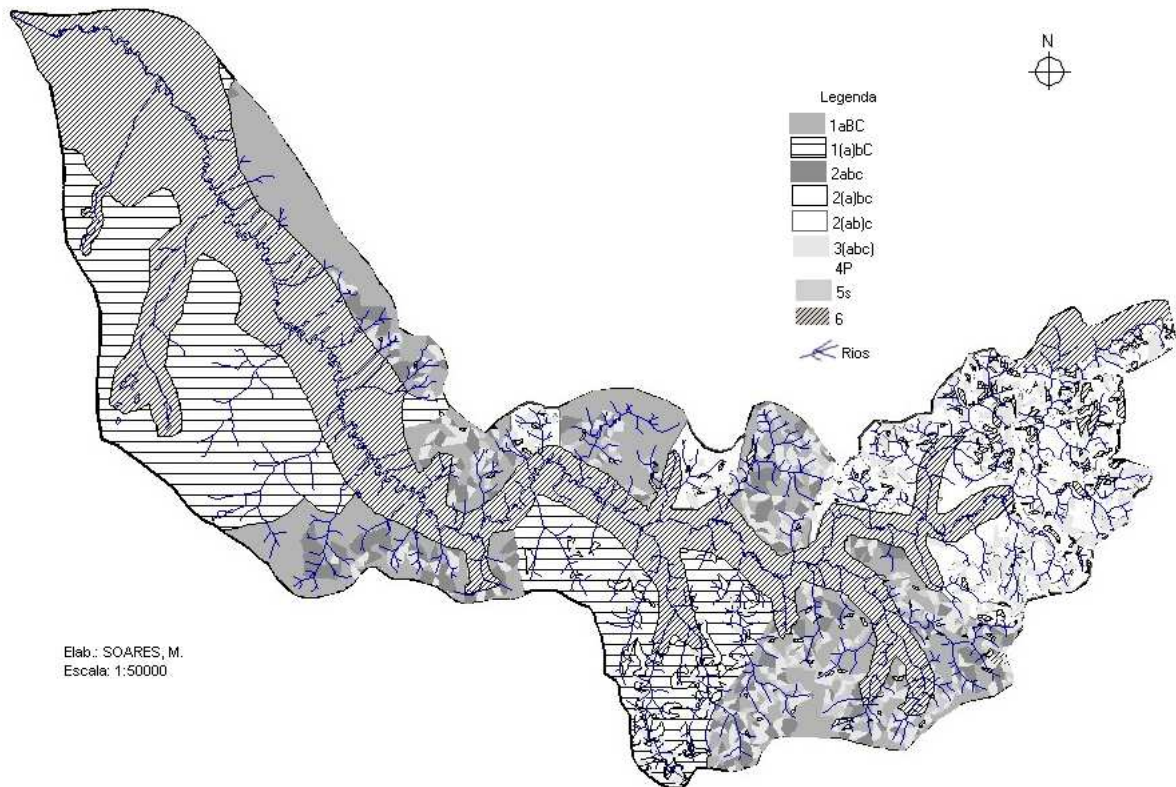 N
Legenda
1aBC
1(a)bC
2abc
2(a)bc
2(ab)c
3(abc)
4P
5s
6
Rios
Elab.: SOARES, M.
Escala: 1:50000